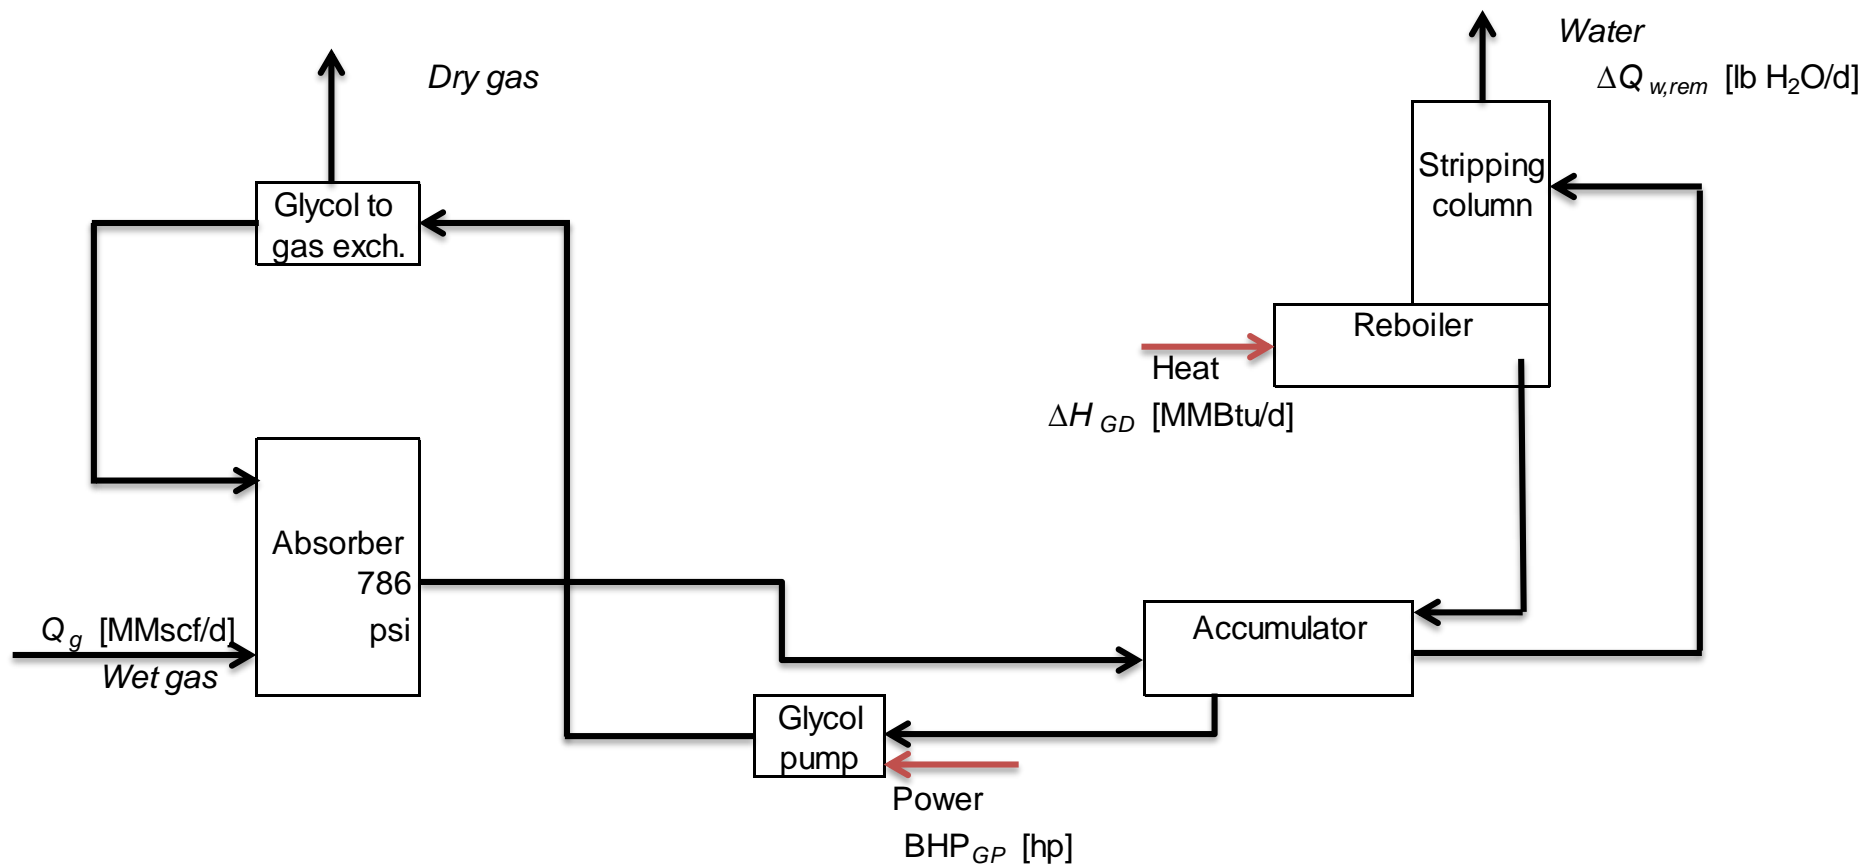 Water
ΔQ w,rem [lb H₂O/d]
Dry gas
Stripping
column
Glycol to
gas exch.
Reboiler
Heat
ΔH GD [MMBtu/d]
Absorber
786
psi
Q g [MMscf/d]
Wet gas
Accumulator
Glycol
pump
Power
BHP GP [hp]